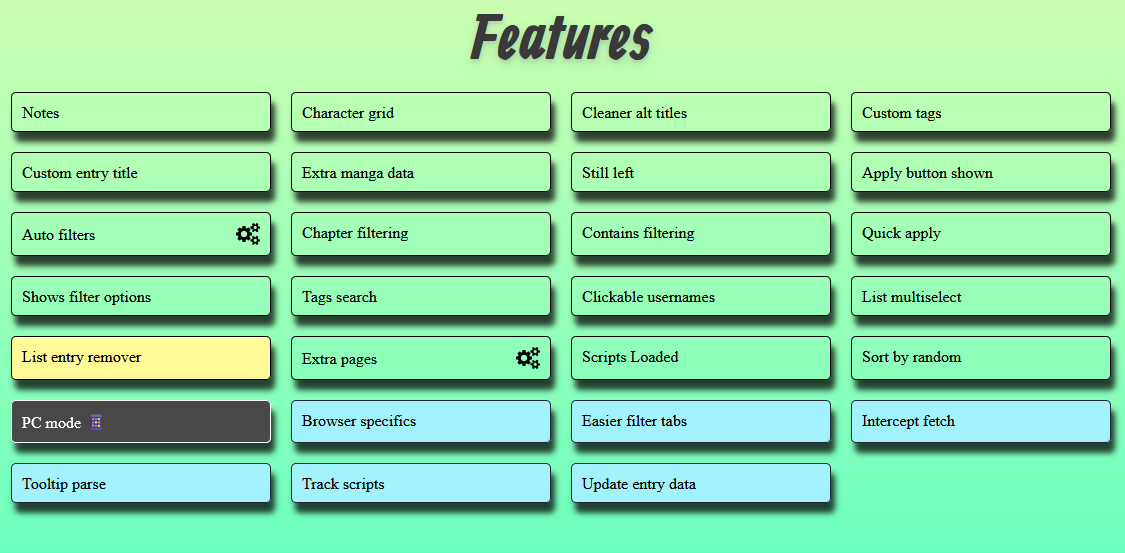 Features
Notes
Character grid
Cleaner alt titles
Custom tags
Custom entry title
Extra manga data
Still left
Apply button shown
Auto filters
Chapter filtering
Contains filtering
Quick apply
Shows filter options
Tags search
Clickable usernames
List multiselect
List entry remover
Extra pages
Scripts Loaded
Sort by random
PC mode
Browser specifics
Easier filter tabs
Intercept fetch
Tooltip parse
Track scripts
Update entry data